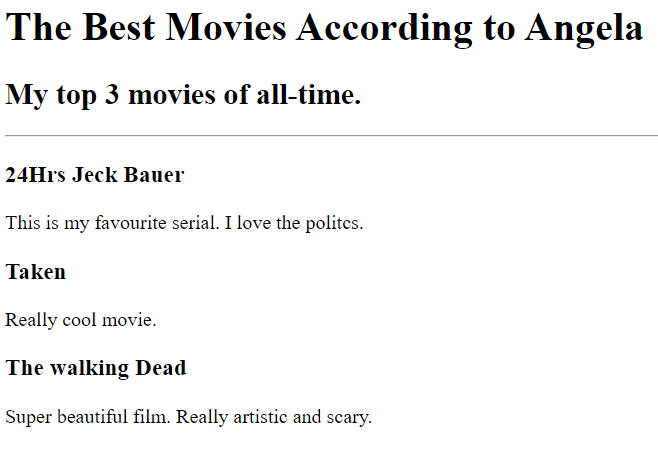 The Best Movies According to Angela
My top 3 movies of all-time.
24Hrs Jeck Bauer
This is my favourite serial. I love the politcs.
Taken
Really cool movie.
The walking Dead
Super beautiful film. Really artistic and scary.